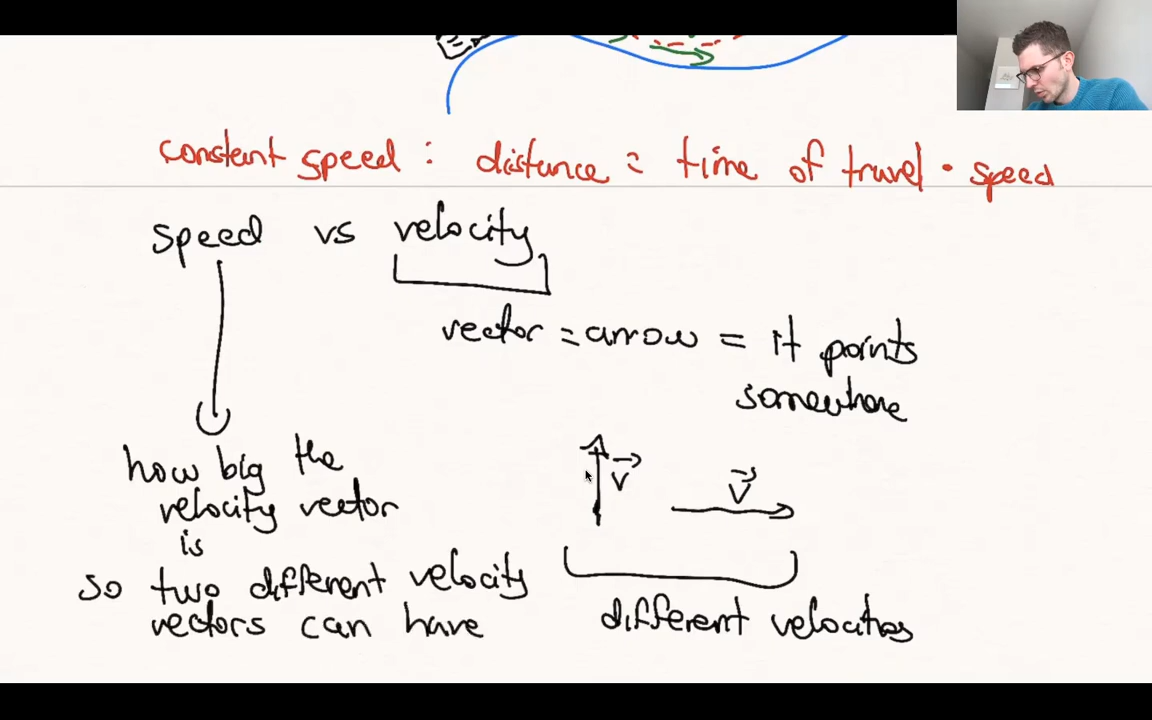 constant speed : distance = time of travel · speed
speed vs velocity
vector = arrow = it points
somewhere
how big the
velocity vector
is
v
v
so two different velocity
vectors can have
different velocities